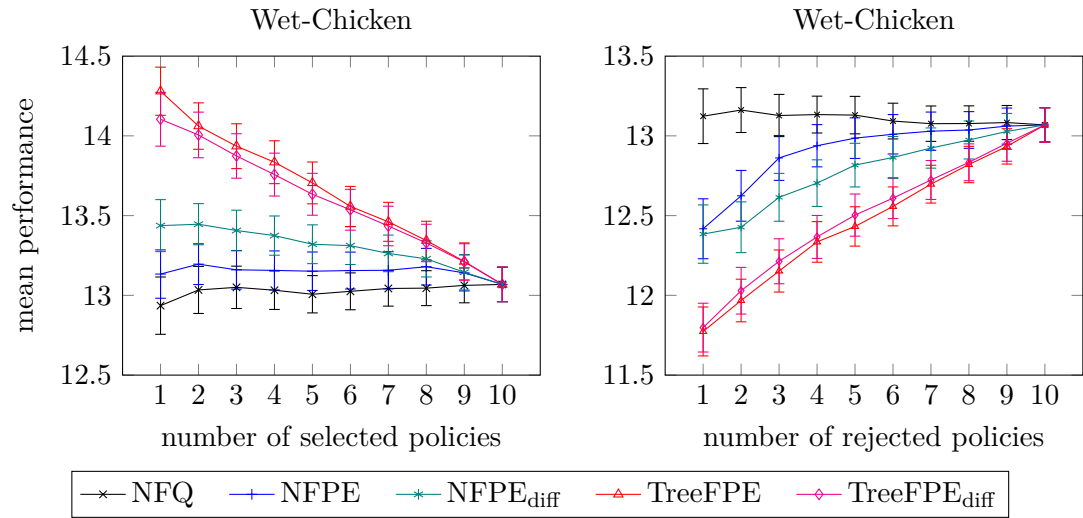 Wet-Chicken
14.5
14
13.5
13
12.5
mean performance
1 2 3 4 5 6 7 8 9 10
number of selected policies
Wet-Chicken
13.5
13
12.5
12
11.5
1 2 3 4 5 6 7 8 9 10
number of rejected policies
NFQ NFPE NFPE_diff TreeFPE TreeFPE_diff